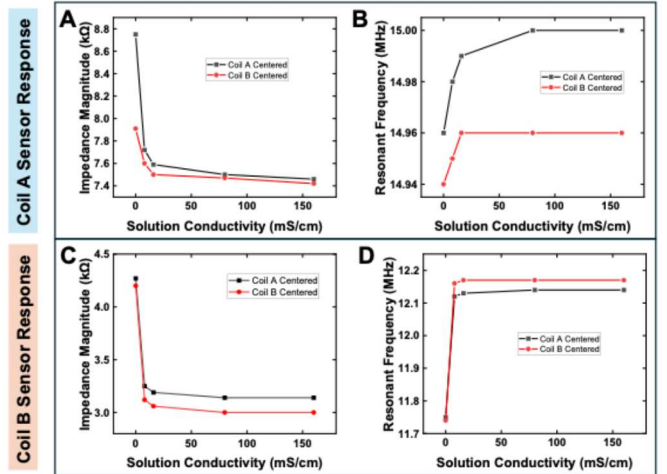 Coil A Sensor Response
A
Impedance Magnitude (kΩ)
8.8
8.6
8.4
8.2
8.0
7.8
7.6
7.4
Coil A Centered
Coil B Centered
0 50 100 150
Solution Conductivity (mS/cm)
B
Resonant Frequency (MHz)
15.00
14.98
14.96
14.94
Coil A Centered
Coil B Centered
0 50 100 150
Solution Conductivity (mS/cm)
Coil B Sensor Response
C
Impedance Magnitude (kΩ)
4.5
4.0
3.5
3.0
Coil A Centered
Coil B Centered
0 50 100 150
Solution Conductivity (mS/cm)
D
Resonant Frequency (MHz)
12.2
12.1
12.0
11.9
11.8
11.7
Coil A Centered
Coil B Centered
0 50 100 150
Solution Conductivity (mS/cm)